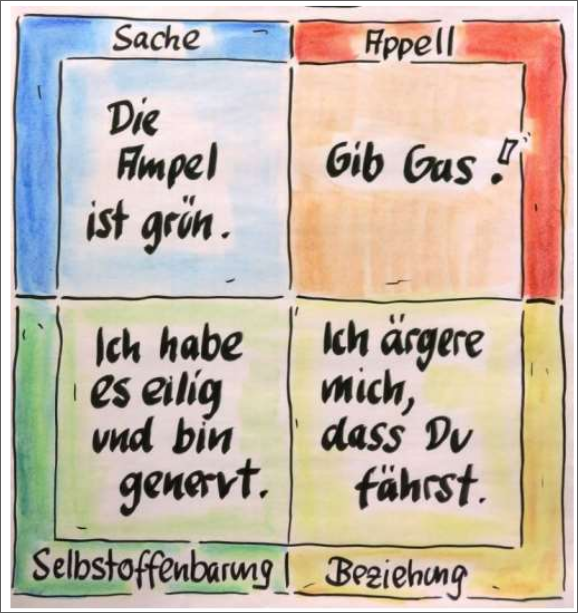 Sache
Die
Ampel
ist grün.
Appell
Gib Gas!
Ich habe
es eilig
und bin
genervt.
Selbstoffenbarung
Ich ärgere
mich,
dass Du
fährst.
Beziehung